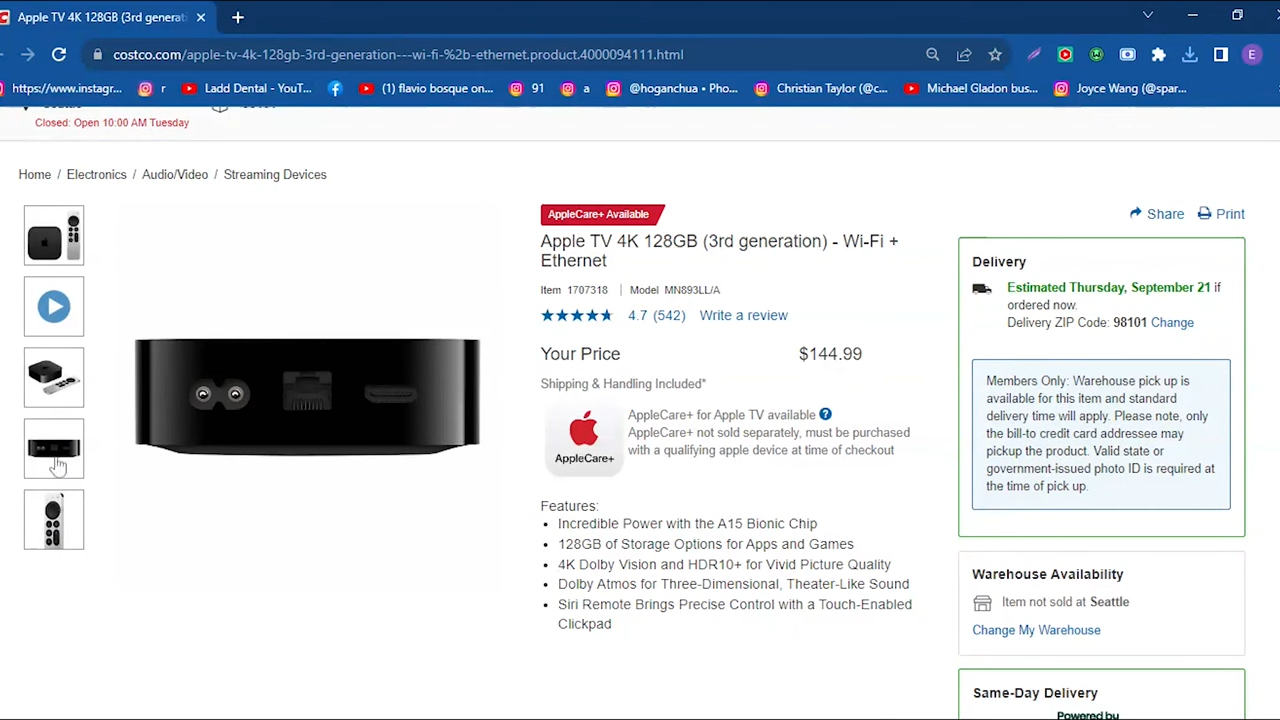 Apple TV 4K 128GB (3rd generati
costco.com/apple-tv-4k-128gb-3rd-generation---wi-fi-%2b-ethernet.product.4000094111.html
E
https://www.instagr...
r
Ladd Dental - YouT...
(1) flavio bosque on...
91
a
@hoganchua • Pho...
Christian Taylor (@c...
Michael Gladon bus...
Joyce Wang (@spar...
Closed: Open 10:00 AM Tuesday
Home / Electronics / Audio/Video / Streaming Devices
AppleCare+ Available
Share
Print
Apple TV 4K 128GB (3rd generation) - Wi-Fi +
Ethernet
Item 1707318 | Model MN893LL/A
4.7 (542) Write a review
Your Price $144.99
Shipping & Handling Included*
AppleCare+
AppleCare+ for Apple TV available ?
AppleCare+ not sold separately, must be purchased
with a qualifying apple device at time of checkout
Features:
• Incredible Power with the A15 Bionic Chip
• 128GB of Storage Options for Apps and Games
• 4K Dolby Vision and HDR10+ for Vivid Picture Quality
• Dolby Atmos for Three-Dimensional, Theater-Like Sound
• Siri Remote Brings Precise Control with a Touch-Enabled
Clickpad
Delivery
Estimated Thursday, September 21 if
ordered now.
Delivery ZIP Code: 98101 Change
Members Only: Warehouse pick up is
available for this item and standard
delivery time will apply. Please note, only
the bill-to credit card addressee may
pickup the product. Valid state or
government-issued photo ID is required at
the time of pick up.
Warehouse Availability
Item not sold at Seattle
Change My Warehouse
Same-Day Delivery
Powered by